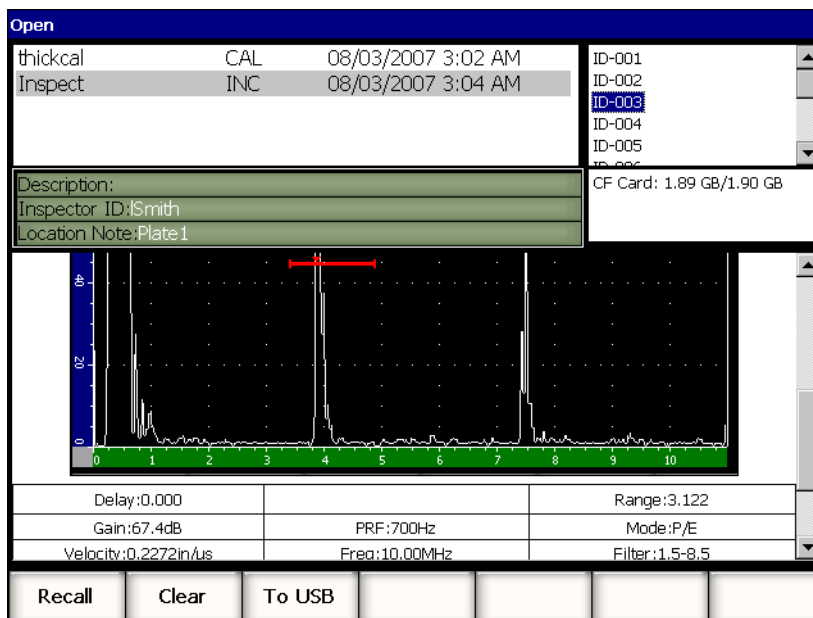 Open
thickcal CAL 08/03/2007 3:02 AM
Inspect INC 08/03/2007 3:04 AM
ID-001
ID-002
ID-003
ID-004
ID-005
Description:
Inspector ID:JSmith
Location Note:Plate1
CF Card: 1.89 GB/1.90 GB
40
20
0
0 1 2 3 4 5 6 7 8 9 10
Delay:0.000 Range:3.122
Gain:67.4dB PRF:700Hz Mode:P/E
Velocity:0.2272in/us Freq:10.00MHz Filter:1.5-8.5
Recall Clear To USB